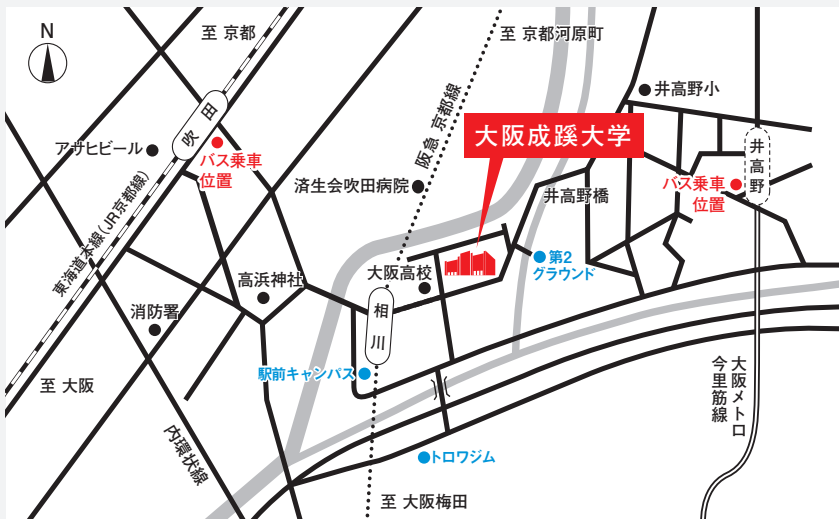 N
至 京都
至 京都河原町
井高野小
吹田
アサヒビール
バス乗車
位置
阪急 京都線
大阪成蹊大学
井高野
済生会吹田病院
井高野橋
バス乗車
位置
東海道本線(JR京都線)
高浜神社
大阪高校
第2
グラウンド
消防署
相川
駅前キャンパス
至 大阪
大阪メトロ
今里筋線
内環状線
トロワジム
至 大阪梅田